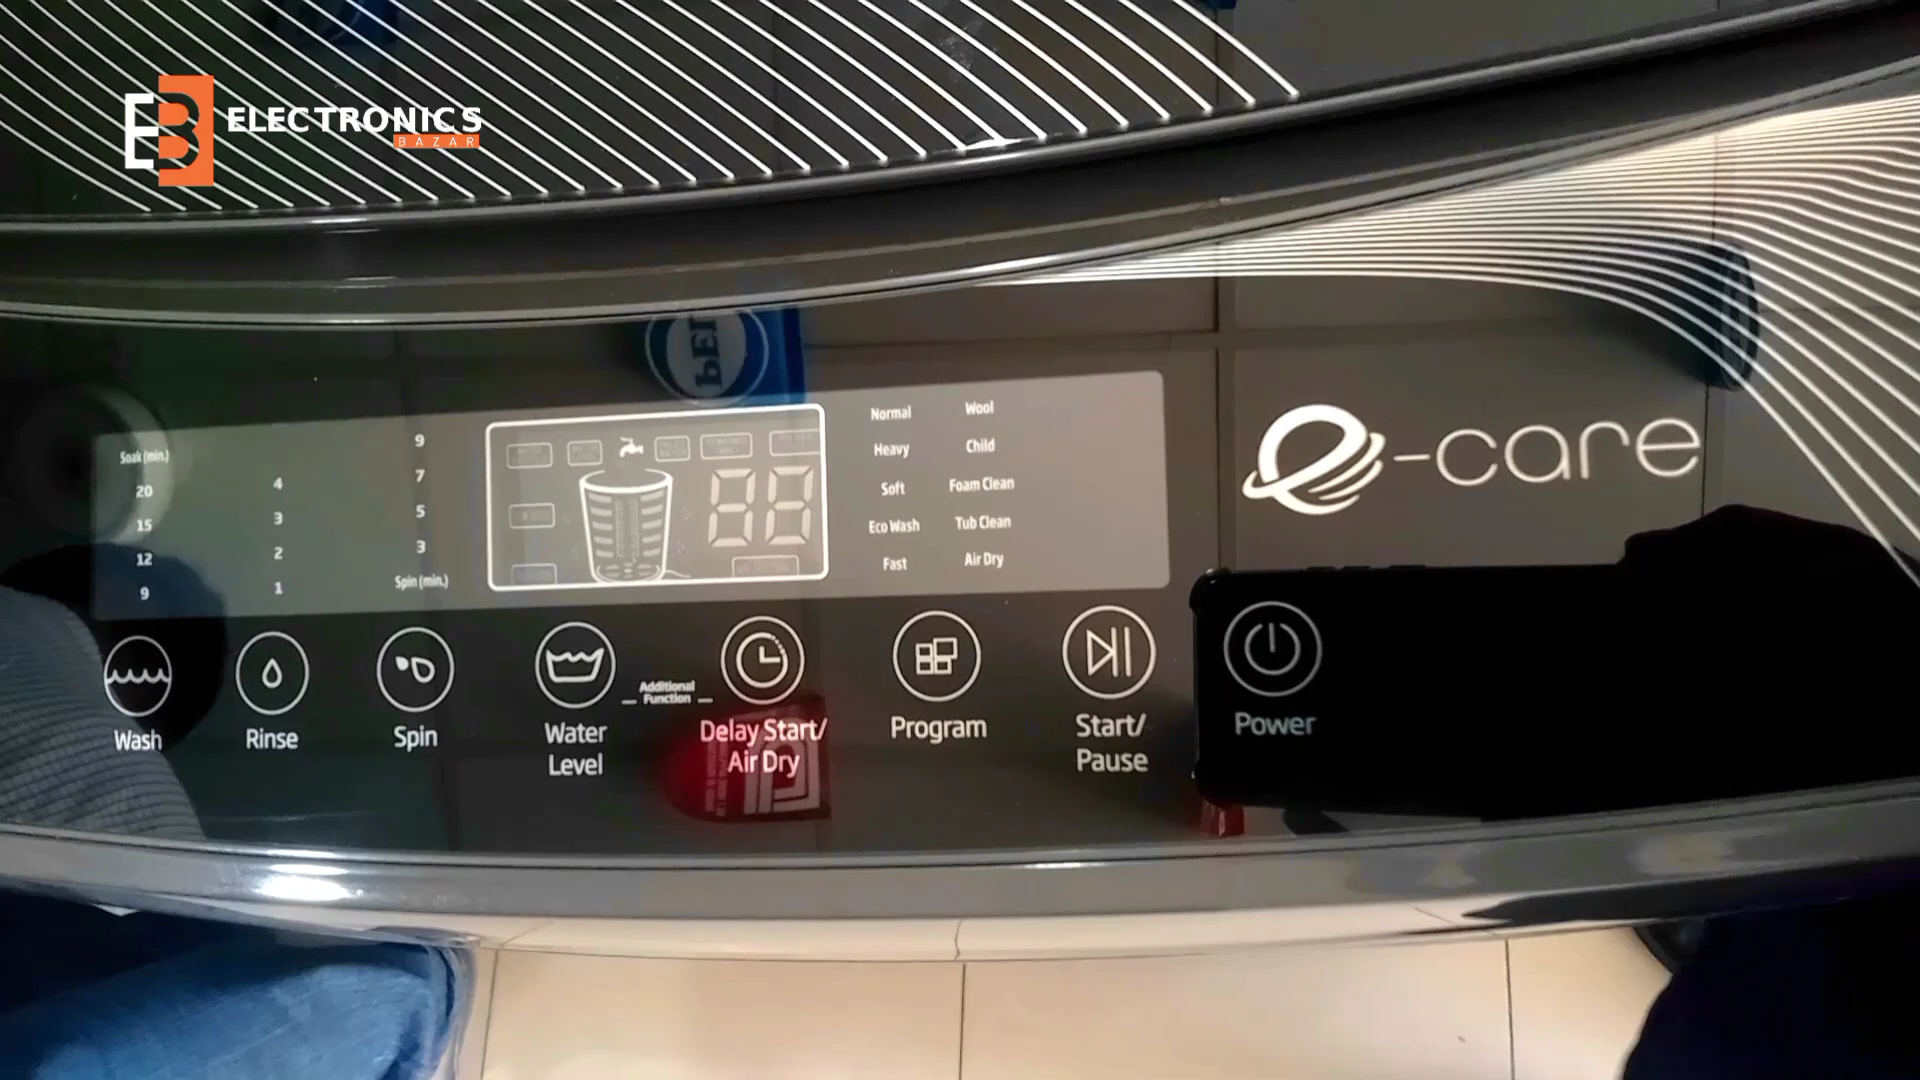 EB ELECTRONICS
BAZAR
e-care
Soak (min.)
20
15
12
9
4
3
2
1
9
7
5
3
Spin (min.)
88
Normal
Heavy
Soft
Eco Wash
Fast
Wool
Child
Foam Clean
Tub Clean
Air Dry
Wash
Rinse
Spin
Water
Level
Additional
Function
Delay Start/
Air Dry
Program
Start/
Pause
Power